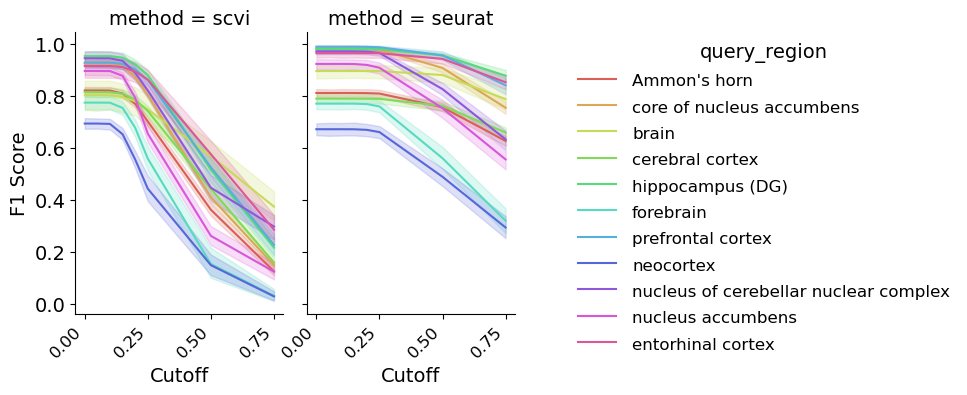 method = scvi
method = seurat
F1 Score
1.0
0.8
0.6
0.4
0.2
0.0
0.00
0.25
0.50
0.75
Cutoff
0.00
0.25
0.50
0.75
Cutoff
query_region
Ammon's horn
core of nucleus accumbens
brain
cerebral cortex
hippocampus (DG)
forebrain
prefrontal cortex
neocortex
nucleus of cerebellar nuclear complex
nucleus accumbens
entorhinal cortex